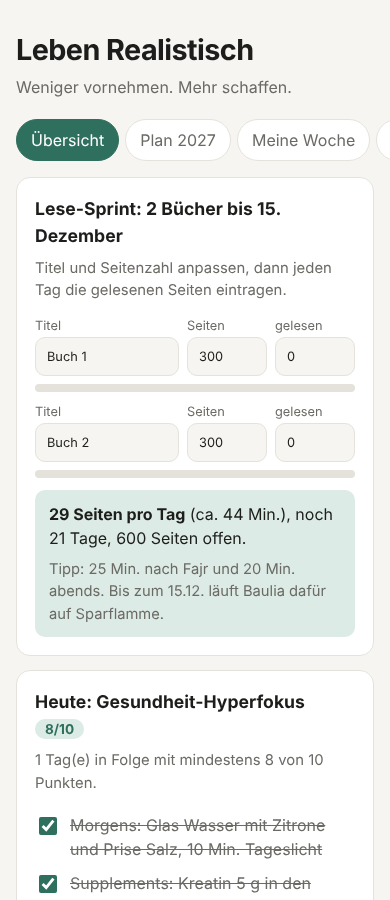 Leben Realistisch
Weniger vornehmen. Mehr schaffen.
Übersicht Plan 2027 Meine Woche
Lese-Sprint: 2 Bücher bis 15.
Dezember
Titel und Seitenzahl anpassen, dann jeden
Tag die gelesenen Seiten eintragen.
Titel Seiten gelesen
Buch 1 300 0
Titel Seiten gelesen
Buch 2 300 0
29 Seiten pro Tag (ca. 44 Min.), noch
21 Tage, 600 Seiten offen.
Tipp: 25 Min. nach Fajr und 20 Min.
abends. Bis zum 15.12. läuft Baulia dafür
auf Sparflamme.
Heute: Gesundheit-Hyperfokus
8/10
1 Tag(e) in Folge mit mindestens 8 von 10
Punkten.
Morgens: Glas Wasser mit Zitrone
und Prise Salz, 10 Min. Tageslicht
Supplements: Kreatin 5 g in den